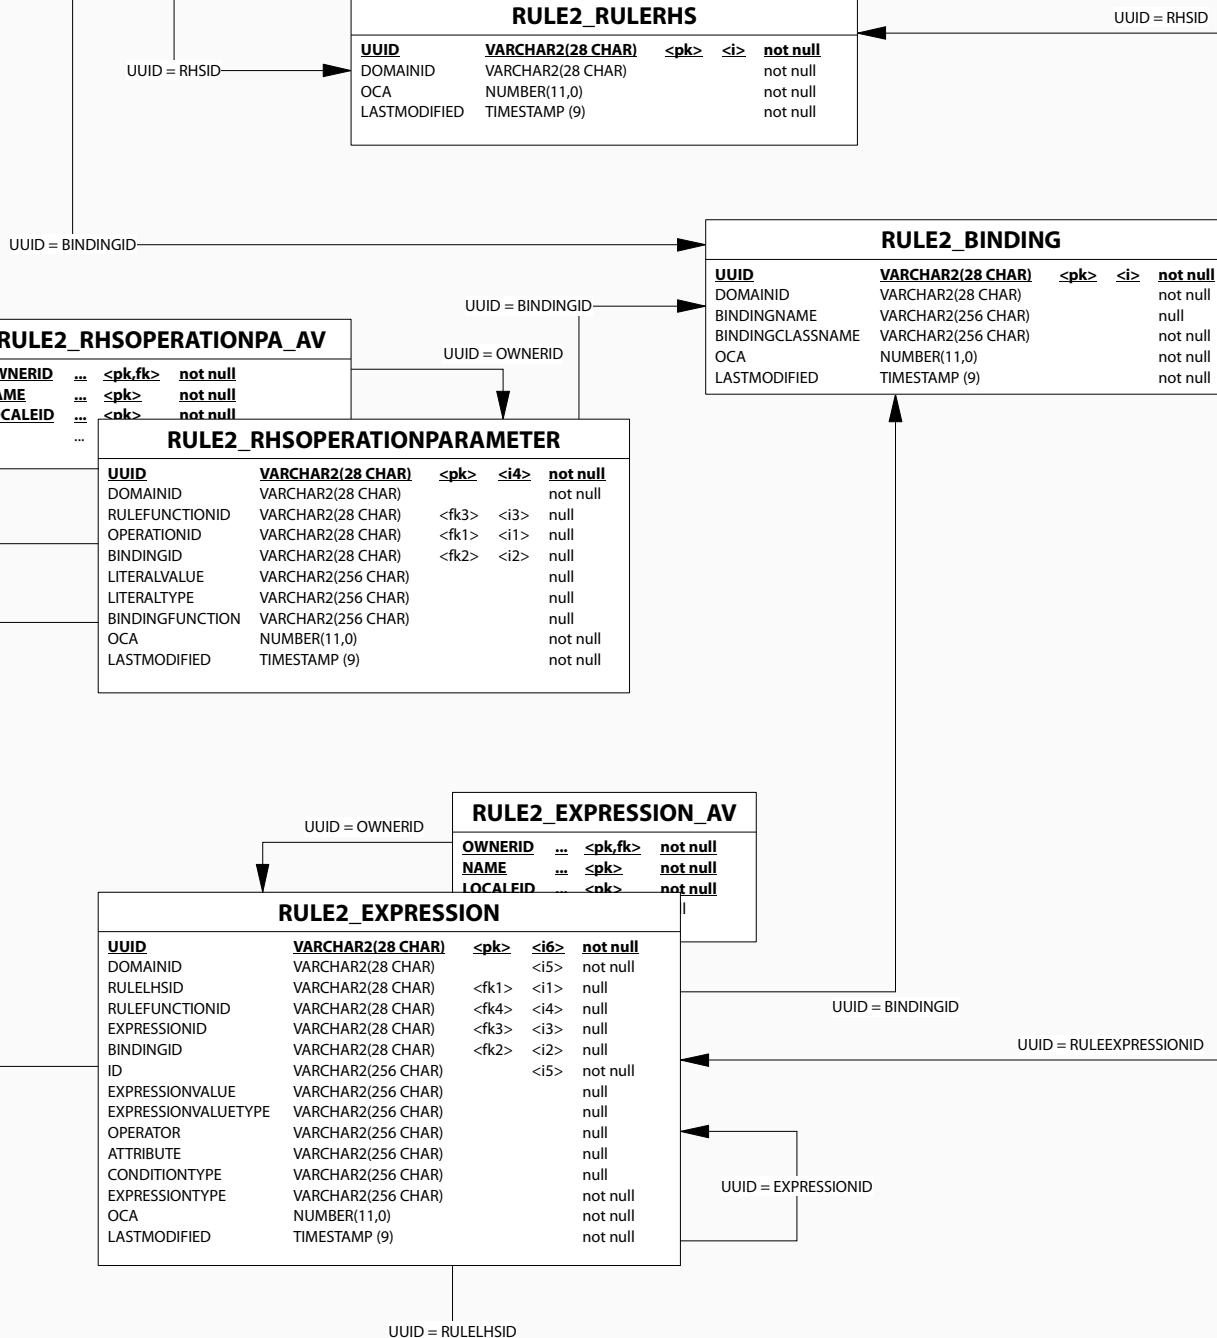 RULE2_RULERHS
UUID = RHSID
UUID VARCHAR2(28 CHAR) <pk> <i> not null
DOMAINID VARCHAR2(28 CHAR) not null
UUID = RHSID
OCA NUMBER(11,0) not null
LASTMODIFIED TIMESTAMP (9) not null
UUID = BINDINGID
RULE2_BINDING
UUID VARCHAR2(28 CHAR) <pk> <i> not null
DOMAINID VARCHAR2(28 CHAR) not null
BINDINGNAME VARCHAR2(256 CHAR) null
BINDINGCLASSNAME VARCHAR2(256 CHAR) not null
OCA NUMBER(11,0) not null
LASTMODIFIED TIMESTAMP (9) not null
UUID = BINDINGID
RULE2_RHSOPERATIONPA_AV
UUID = OWNERID
WNERID ... <pk,fk> not null
AME ... <pk> not null
CALEID ... <pk> not null
...
RULE2_RHSOPERATIONPARAMETER
UUID VARCHAR2(28 CHAR) <pk> <i4> not null
DOMAINID VARCHAR2(28 CHAR) not null
RULEFUNCTIONID VARCHAR2(28 CHAR) <fk3> <i3> null
OPERATIONID VARCHAR2(28 CHAR) <fk1> <i1> null
BINDINGID VARCHAR2(28 CHAR) <fk2> <i2> null
LITERALVALUE VARCHAR2(256 CHAR) null
LITERALTYPE VARCHAR2(256 CHAR) null
BINDINGFUNCTION VARCHAR2(256 CHAR) null
OCA NUMBER(11,0) not null
LASTMODIFIED TIMESTAMP (9) not null
RULE2_EXPRESSION_AV
UUID = OWNERID
OWNERID ... <pk,fk> not null
NAME ... <pk> not null
LOCALEID ... <pk> not null
l
RULE2_EXPRESSION
UUID VARCHAR2(28 CHAR) <pk> <i6> not null
DOMAINID VARCHAR2(28 CHAR) <i5> not null
RULELHSID VARCHAR2(28 CHAR) <fk1> <i1> null
RULEFUNCTIONID VARCHAR2(28 CHAR) <fk4> <i4> null
EXPRESSIONID VARCHAR2(28 CHAR) <fk3> <i3> null
BINDINGID VARCHAR2(28 CHAR) <fk2> <i2> null
ID VARCHAR2(256 CHAR) <i5> not null
EXPRESSIONVALUE VARCHAR2(256 CHAR) null
EXPRESSIONVALUETYPE VARCHAR2(256 CHAR) null
OPERATOR VARCHAR2(256 CHAR) null
ATTRIBUTE VARCHAR2(256 CHAR) null
CONDITIONTYPE VARCHAR2(256 CHAR) null
EXPRESSIONTYPE VARCHAR2(256 CHAR) not null
OCA NUMBER(11,0) not null
LASTMODIFIED TIMESTAMP (9) not null
UUID = BINDINGID
UUID = RULEEXPRESSIONID
UUID = EXPRESSIONID
UUID = RULELHSID